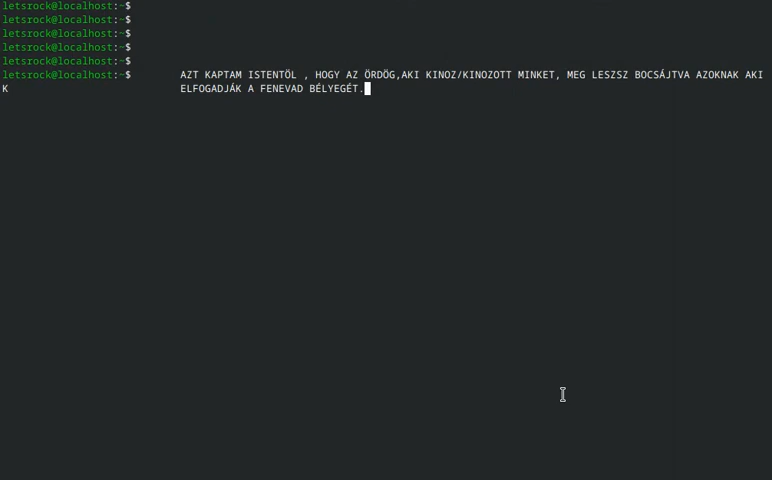 letsrock@localhost:~$
letsrock@localhost:~$
letsrock@localhost:~$
letsrock@localhost:~$
letsrock@localhost:~$
letsrock@localhost:~$ AZT KAPTAM ISTENTÖL , HOGY AZ ÖRDÖG,AKI KINOZ/KINOZOTT MINKET, MEG LESZSZ BOCSÁJTVA AZOKNAK AKI
K ELFOGADJÁK A FENEVAD BÉLYEGÉT.